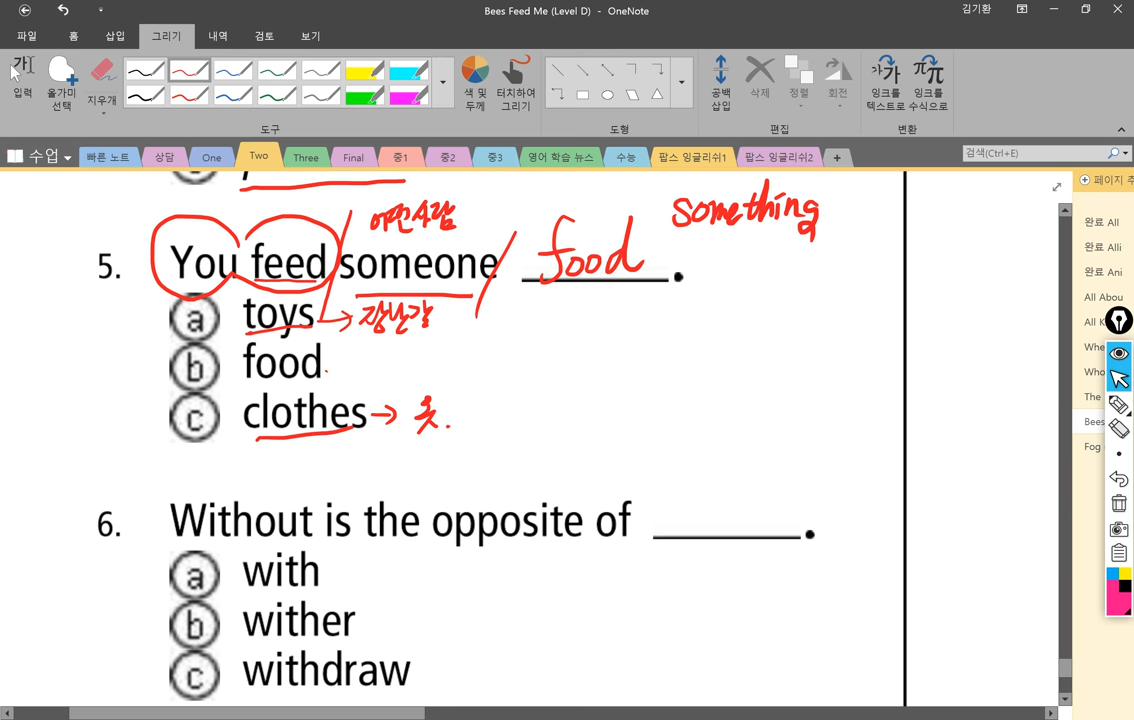 Bees Feed Me (Level D) - OneNote
김기환
파일 홈 삽입 그리기 내역 검토 보기
입력 올가미 선택 지우개 색 및 두께 터치하여 그리기 공백 삽입 삭제 정렬 회전 잉크를 텍스트로 잉크를 수식으로
도구 도형 편집 변환
수업 빠른 노트 상담 One Two Three Final 중1 중2 중3 영어 학습 뉴스 수능 팝스 잉글리쉬1 팝스 잉글리쉬2
검색(Ctrl+E)
페이지 추
완료 All
완료 Alli
완료 Ani
All Abou
All K
Whe
Who
The
Bees
Fog
어떤사람 something
5. You feed someone food.
a toys → 장난감
b food
c clothes → 옷.
6. Without is the opposite of ______.
a with
b wither
c withdraw